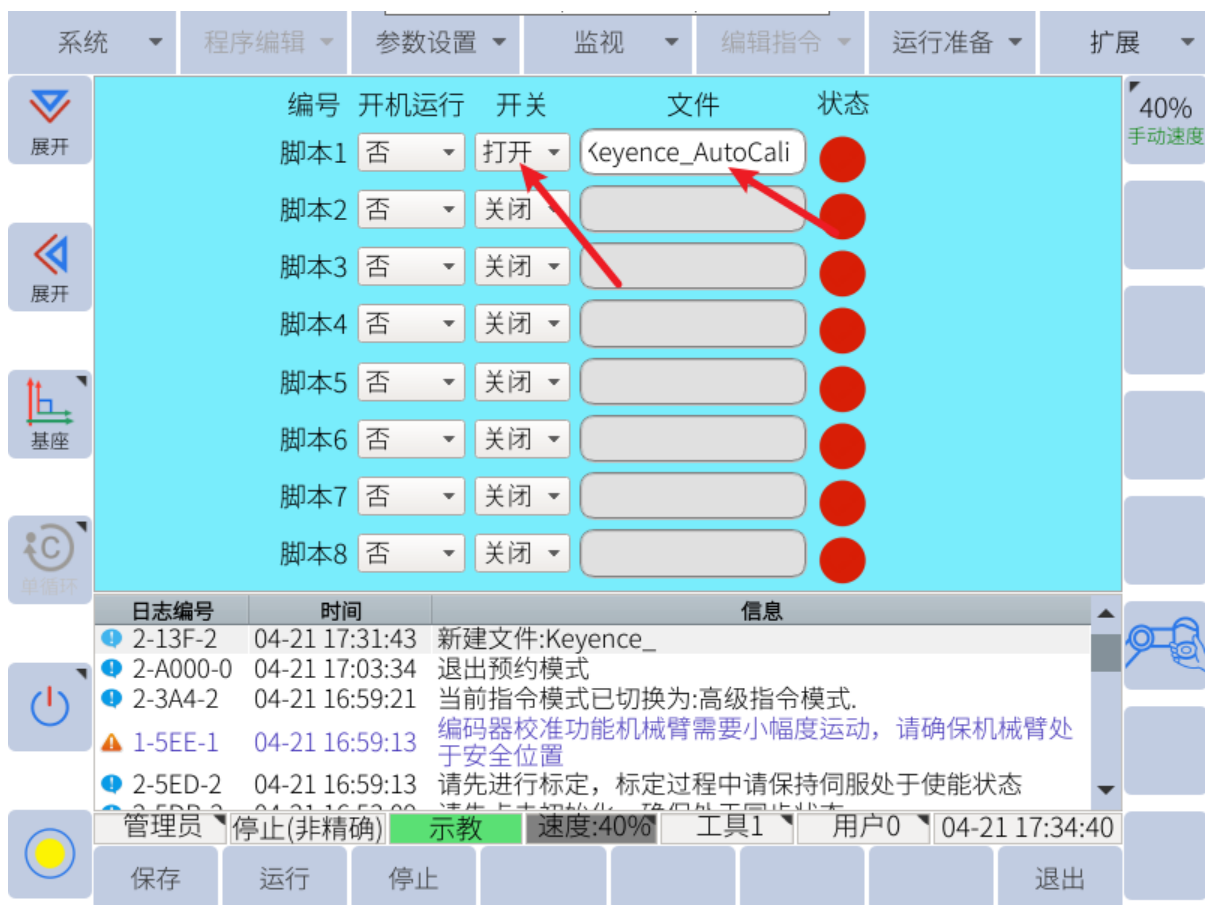 系统 程序编辑 参数设置 监视 编辑指令 运行准备 扩展
展开
展开
基座
单循环
40%
手动速度
编号 开机运行 开关 文件 状态
脚本1 否 打开 Keyence_AutoCali
脚本2 否 关闭
脚本3 否 关闭
脚本4 否 关闭
脚本5 否 关闭
脚本6 否 关闭
脚本7 否 关闭
脚本8 否 关闭
日志编号 时间 信息
2-13F-2 04-21 17:31:43 新建文件:Keyence_
2-A000-0 04-21 17:03:34 退出预约模式
2-3A4-2 04-21 16:59:21 当前指令模式已切换为:高级指令模式.
1-5EE-1 04-21 16:59:13 编码器校准功能机械臂需要小幅度运动，请确保机械臂处
于安全位置
2-5ED-2 04-21 16:59:13 请先进行标定，标定过程中请保持伺服处于使能状态
管理员 停止(非精确) 示教 速度:40% 工具1 用户0 04-21 17:34:40
保存 运行 停止 退出